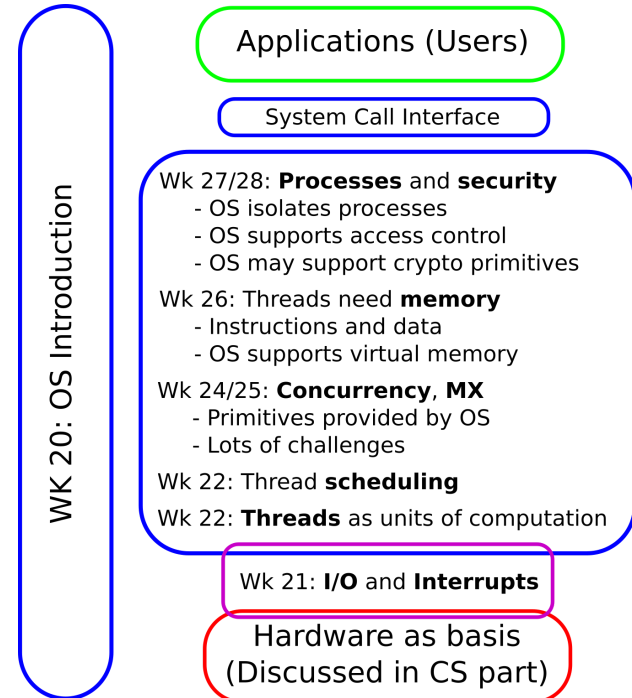 WK 20: OS Introduction
Applications (Users)
System Call Interface
Wk 27/28: Processes and security
- OS isolates processes
- OS supports access control
- OS may support crypto primitives
Wk 26: Threads need memory
- Instructions and data
- OS supports virtual memory
Wk 24/25: Concurrency, MX
- Primitives provided by OS
- Lots of challenges
Wk 22: Thread scheduling
Wk 22: Threads as units of computation
Wk 21: I/O and Interrupts
Hardware as basis
(Discussed in CS part)